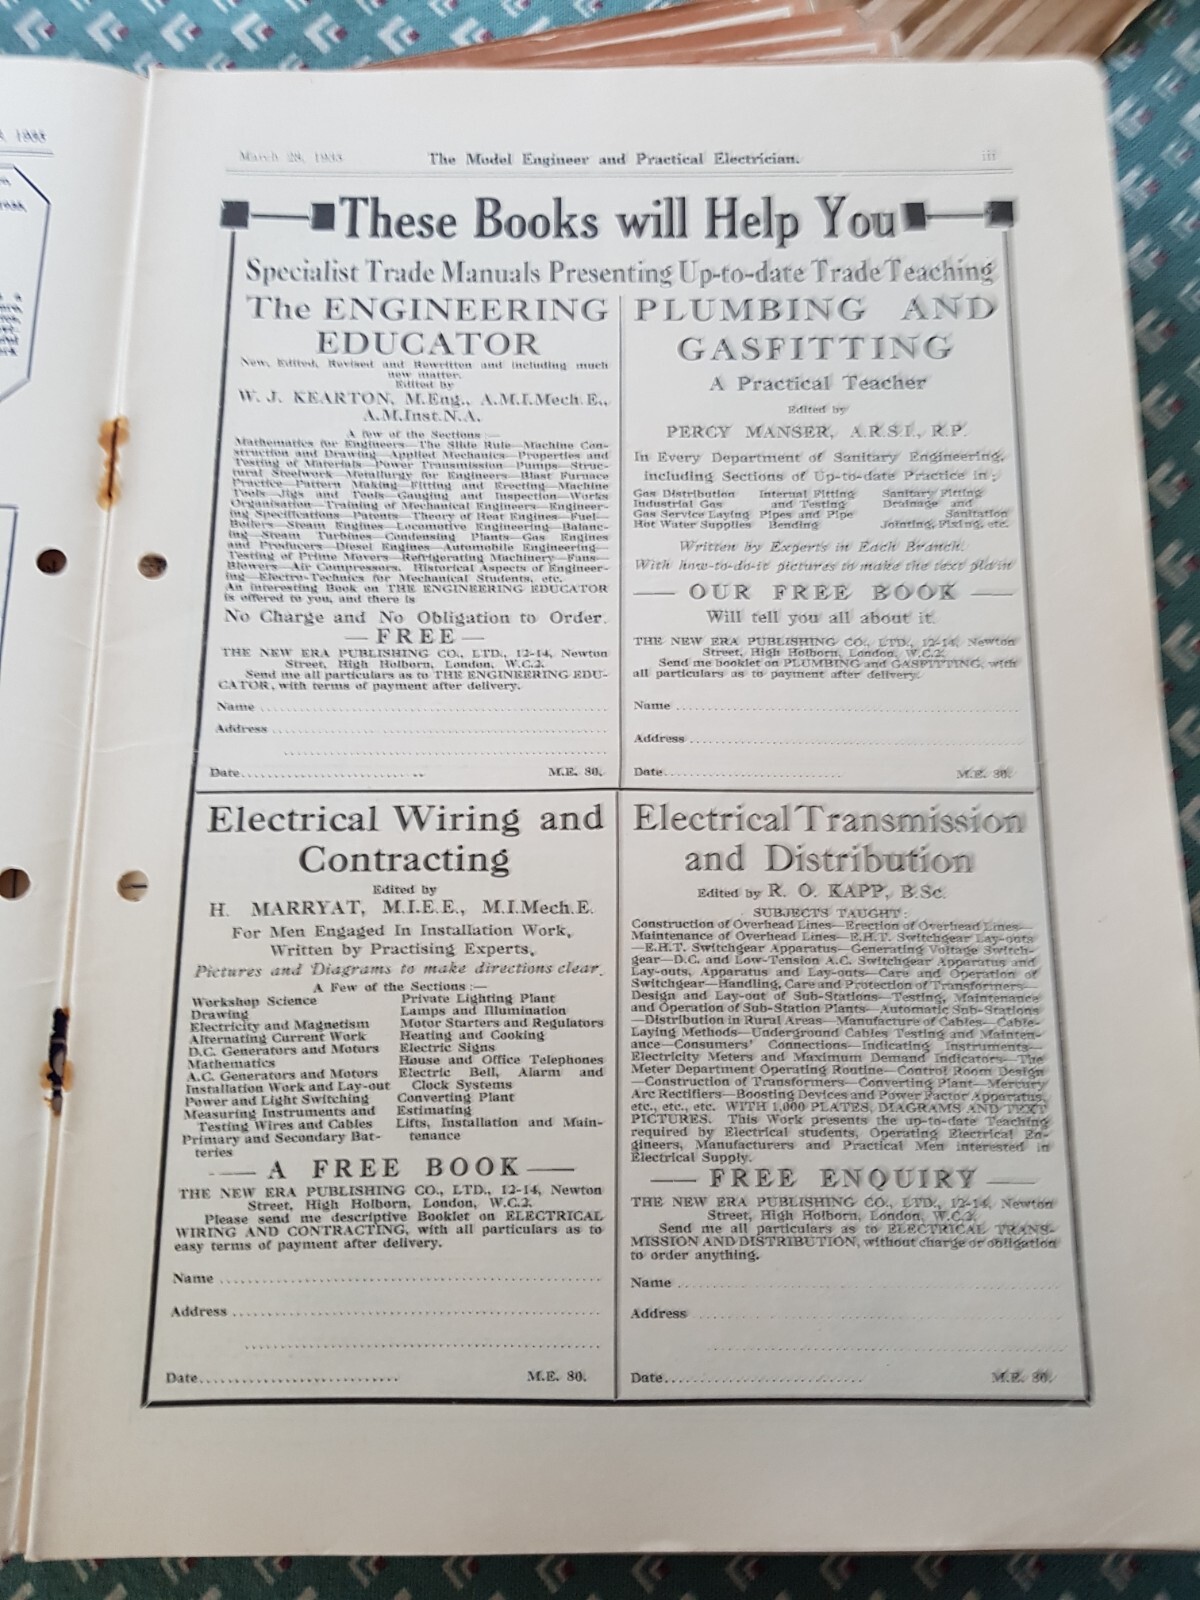 March 28, 1935 The Model Engineer and Practical Electrician. iii
These Books will Help You
Specialist Trade Manuals Presenting Up-to-date Trade Teaching
The ENGINEERING
EDUCATOR
New, Edited, Revised and Rewritten and including much
new matter.
Edited by
W. J. KEARTON, M.Eng., A.M.I.Mech.E.,
A.M.Inst.N.A.
A few of the Sections :—
Mathematics for Engineers—The Slide Rule—Machine Con-
struction and Drawing—Applied Mechanics—Properties and
Testing of Materials—Power Transmission—Pumps—Struc-
tural Steelwork—Metallurgy for Engineers—Blast Furnace
Practice—Pattern Making—Fitting and Erecting—Machine
Tools—Jigs and Tools—Gauging and Inspection—Works
Organisation—Training of Mechanical Engineers—Engineer-
ing Specifications—Patents—Theory of Heat Engines—Fuel—
Boilers—Steam Engines—Locomotive Engineering—Balanc-
ing—Steam Turbines—Condensing Plants—Gas Engines
and Producers—Diesel Engines—Automobile Engineering—
Testing of Prime Movers—Refrigerating Machinery—Fans—
Blowers—Air Compressors. Historical Aspects of Engineer-
ing—Electro-Technics for Mechanical Students, etc.
An interesting Book on THE ENGINEERING EDUCATOR
is offered to you, and there is
No Charge and No Obligation to Order.
— FREE —
THE NEW ERA PUBLISHING CO., LTD., 12-14, Newton
Street, High Holborn, London, W.C.2.
Send me all particulars as to THE ENGINEERING EDU-
CATOR, with terms of payment after delivery.
Name
Address
Date M.E. 80.
PLUMBING AND
GASFITTING
A Practical Teacher
Edited by
PERCY MANSER, A.R.S.I., R.P.
In Every Department of Sanitary Engineering,
including Sections of Up-to-date Practice in ;
Gas Distribution Internal Fitting Sanitary Fitting
Industrial Gas and Testing Drainage and
Gas Service Laying Pipes and Pipe Sanitation
Hot Water Supplies Bending Jointing, Fixing, etc.
Written by Experts in Each Branch.
With how-to-do-it pictures to make the text plain
— OUR FREE BOOK —
Will tell you all about it.
THE NEW ERA PUBLISHING CO., LTD., 12-14, Newton
Street, High Holborn, London, W.C.2.
Send me booklet on PLUMBING and GASFITTING, with
all particulars as to payment after delivery.
Name
Address
Date M.E. 80.
Electrical Wiring and
Contracting
Edited by
H. MARRYAT, M.I.E.E., M.I.Mech.E.
For Men Engaged In Installation Work,
Written by Practising Experts,
Pictures and Diagrams to make directions clear.
A Few of the Sections :—
Workshop Science
Drawing
Electricity and Magnetism
Alternating Current Work
D.C. Generators and Motors
Mathematics
A.C. Generators and Motors
Installation Work and Lay-out
Power and Light Switching
Measuring Instruments and
Testing Wires and Cables
Primary and Secondary Bat-
teries
Private Lighting Plant
Lamps and Illumination
Motor Starters and Regulators
Heating and Cooking
Electric Signs
House and Office Telephones
Electric Bell, Alarm and
Clock Systems
Converting Plant
Estimating
Lifts, Installation and Main-
tenance
— A FREE BOOK —
THE NEW ERA PUBLISHING CO., LTD., 12-14, Newton
Street, High Holborn, London, W.C.2.
Please send me descriptive Booklet on ELECTRICAL
WIRING AND CONTRACTING, with all particulars as to
easy terms of payment after delivery.
Name
Address
Date M.E. 80.
Electrical Transmission
and Distribution
Edited by R. O. KAPP, B.Sc.
SUBJECTS TAUGHT :
Construction of Overhead Lines—Erection of Overhead Lines—
Maintenance of Overhead Lines—E.H.T. Switchgear Lay-outs
—E.H.T. Switchgear Apparatus—Generating Voltage Switch-
gear—D.C. and Low-Tension A.C. Switchgear Apparatus and
Lay-outs, Apparatus and Lay-outs—Care and Operation of
Switchgear—Handling, Care and Protection of Transformers—
Design and Lay-out of Sub-Stations—Testing, Maintenance
and Operation of Sub-Station Plants—Automatic Sub-Stations
—Distribution in Rural Areas—Manufacture of Cables—Cable-
Laying Methods—Underground Cables Testing and Mainten-
ance—Consumers' Connections—Indicating Instruments—
Electricity Meters and Maximum Demand Indicators—The
Meter Department Operating Routine—Control Room Design
—Construction of Transformers—Converting Plant—Mercury
Arc Rectifiers—Boosting Devices and Power Factor Apparatus,
etc., etc., etc. WITH 1,000 PLATES, DIAGRAMS AND TEXT
PICTURES. This Work presents the up-to-date Teaching
required by Electrical students, Operating Electrical En-
gineers, Manufacturers and Practical Men interested in
Electrical Supply.
— FREE ENQUIRY —
THE NEW ERA PUBLISHING CO., LTD., 12-14, Newton
Street, High Holborn, London, W.C.2.
Send me all particulars as to ELECTRICAL TRANS-
MISSION AND DISTRIBUTION, without charge or obligation
to order anything.
Name
Address
Date M.E. 80.